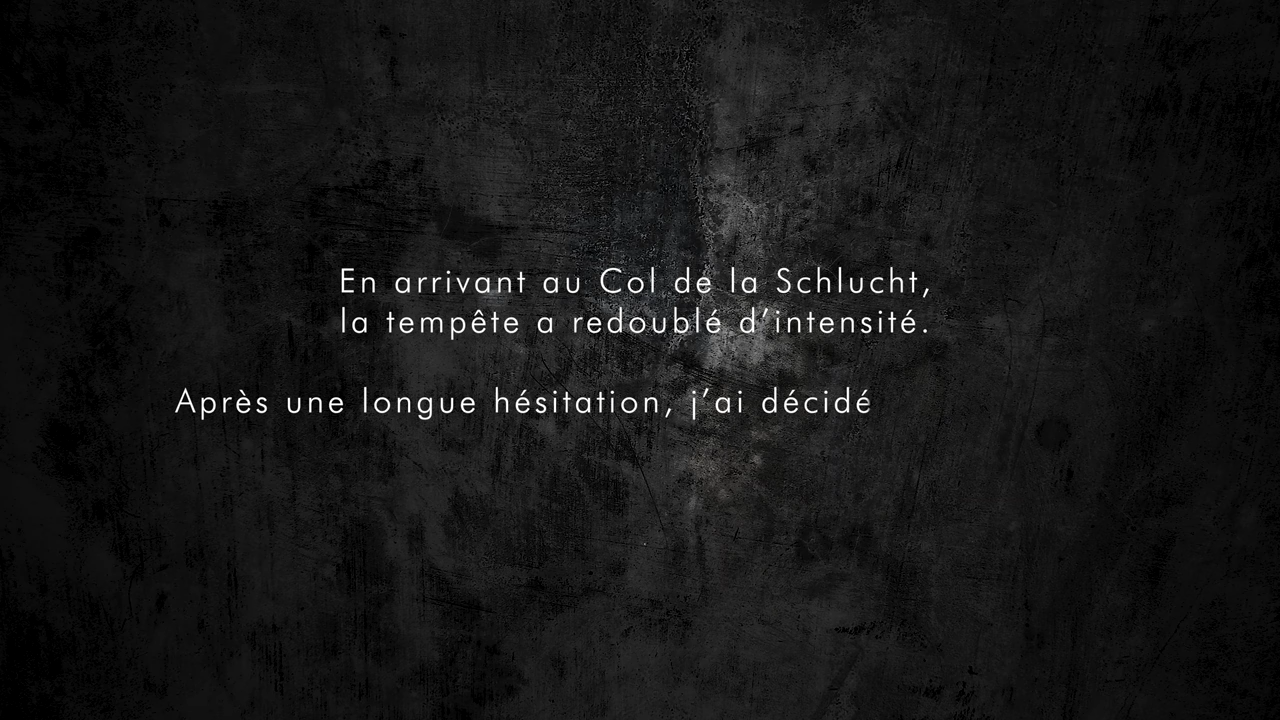 En arrivant au Col de la Schlucht,
la tempête a redoublé d’intensité.
Après une longue hésitation, j’ai décidé